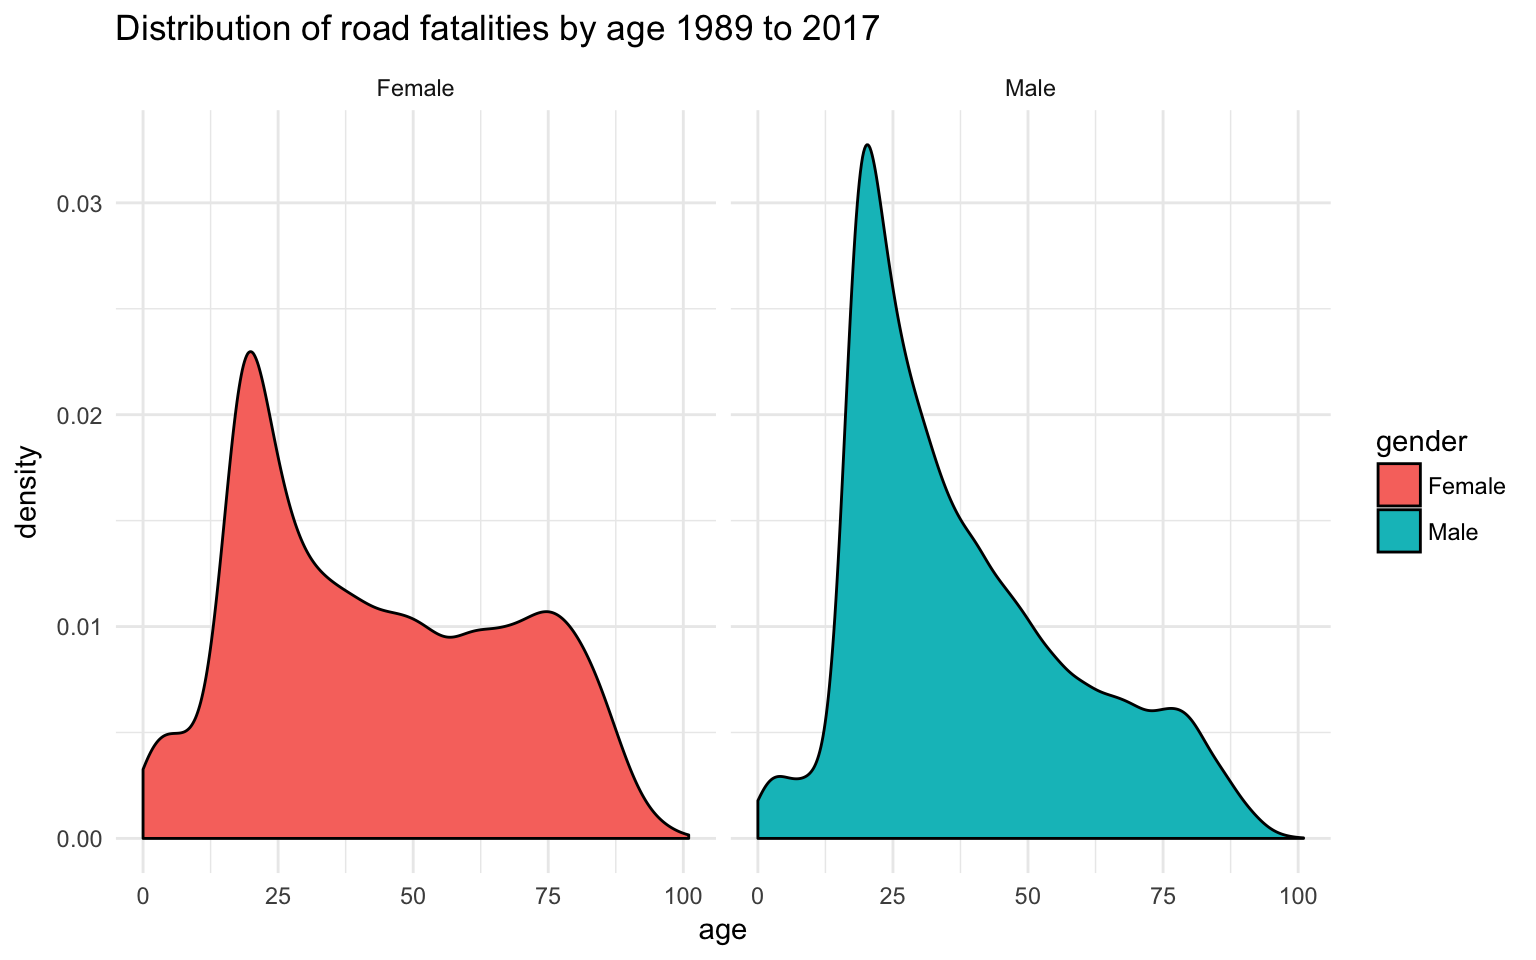 Distribution of road fatalities by age 1989 to 2017
Female
Male
0.03
0.02
0.01
0.00
density
0 25 50 75 100
0 25 50 75 100
age
gender
Female
Male